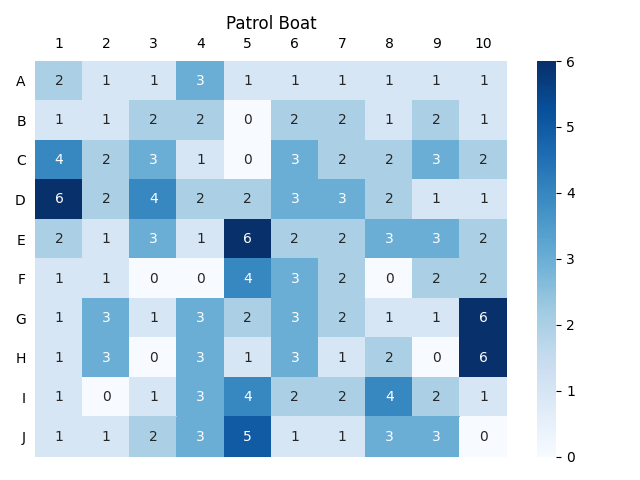 Patrol Boat
1 2 3 4 5 6 7 8 9 10
A 2 1 1 3 1 1 1 1 1 1
B 1 1 2 2 0 2 2 1 2 1
C 4 2 3 1 0 3 2 2 3 2
D 6 2 4 2 2 3 3 2 1 1
E 2 1 3 1 6 2 2 3 3 2
F 1 1 0 0 4 3 2 0 2 2
G 1 3 1 3 2 3 2 1 1 6
H 1 3 0 3 1 3 1 2 0 6
I 1 0 1 3 4 2 2 4 2 1
J 1 1 2 3 5 1 1 3 3 0
6
5
4
3
2
1
0